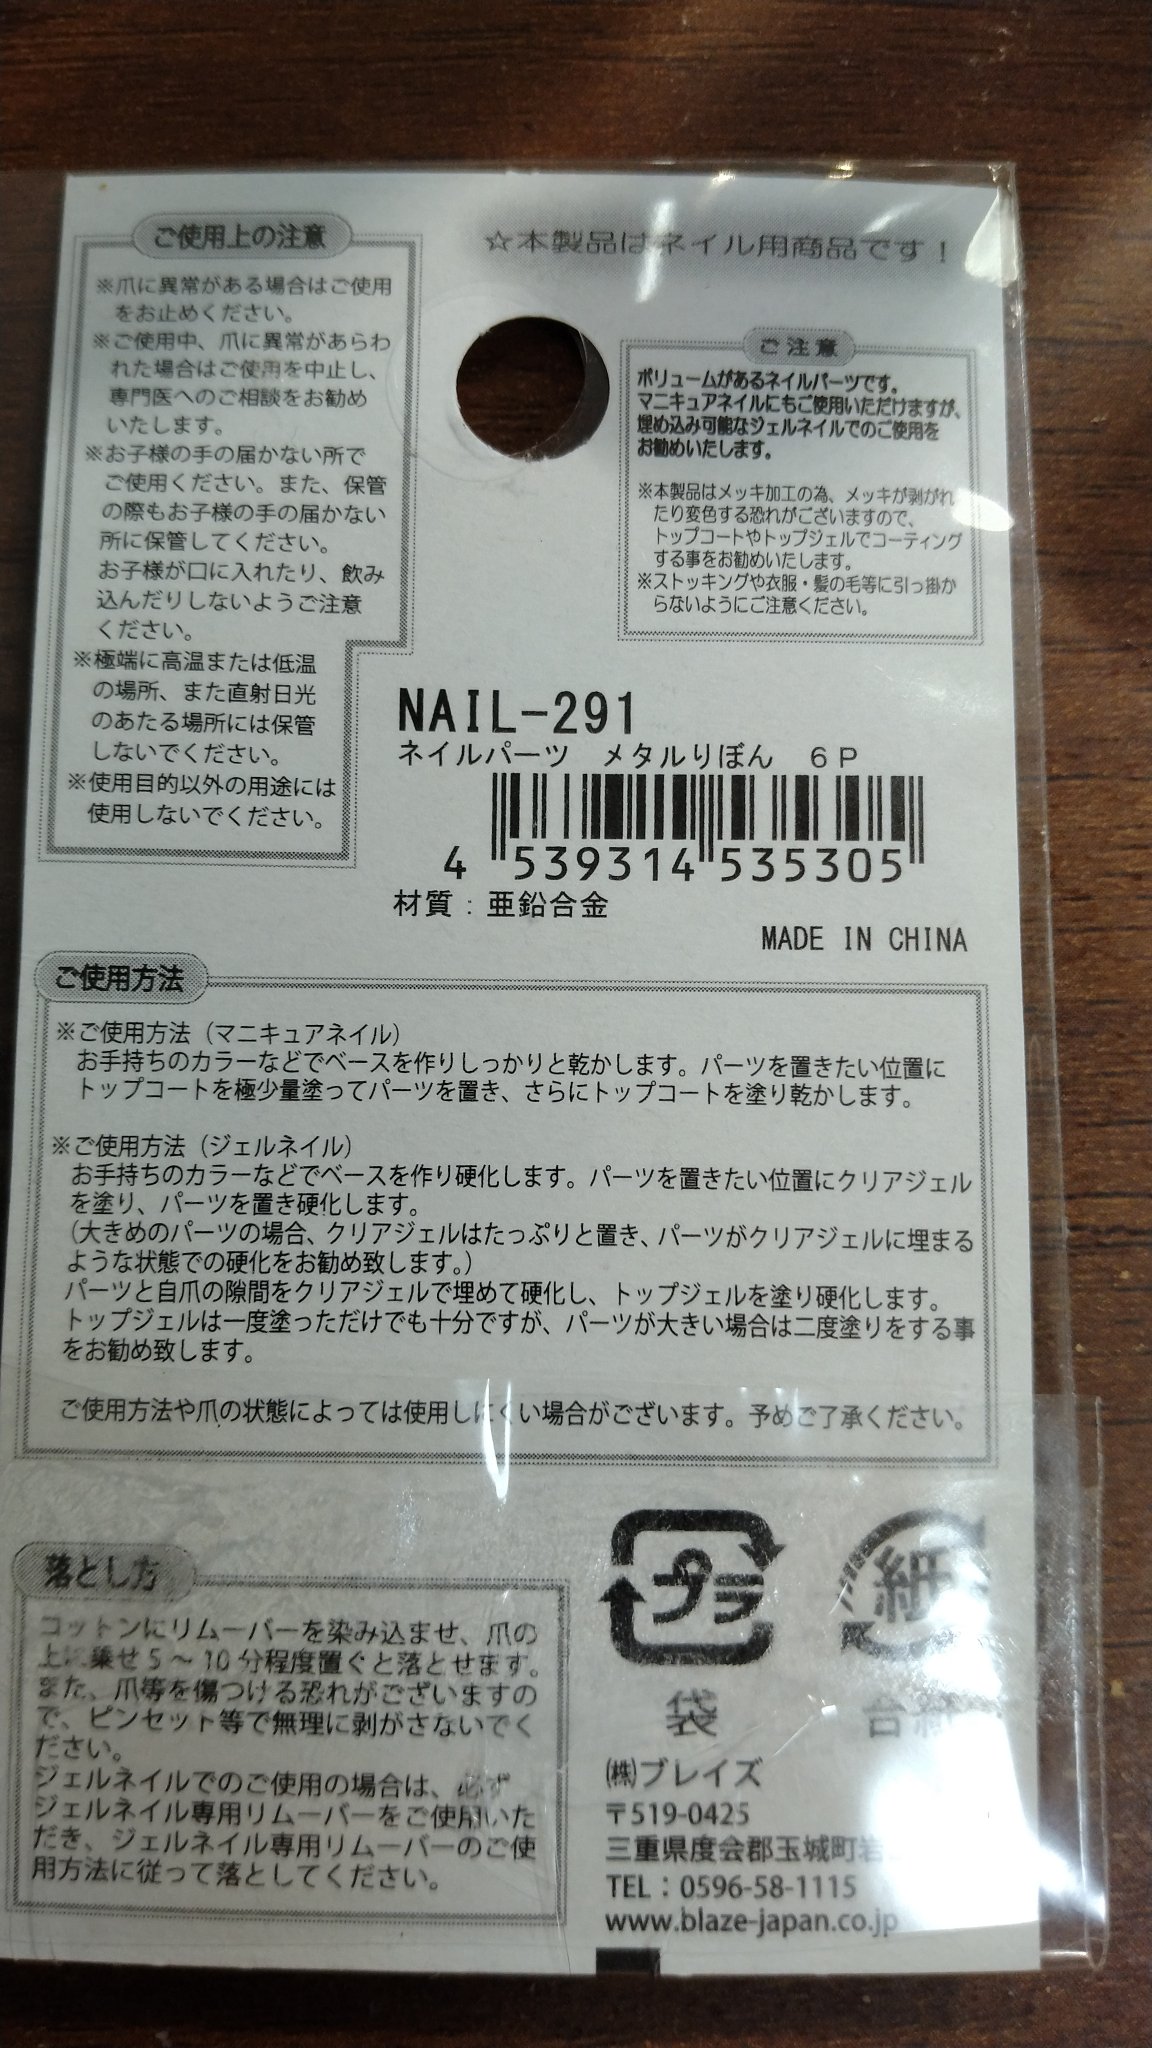 ☆本製品はネイル用商品です！
ご使用上の注意
※爪に異常がある場合はご使用
をお止めください。
※ご使用中、爪に異常があらわ
れた場合はご使用を中止し、
専門医へのご相談をお勧め
いたします。
※お子様の手の届かない所で
ご使用ください。また、保管
の際もお子様の手の届かない
所に保管してください。
お子様が口に入れたり、飲み
込んだりしないようご注意
ください。
※極端に高温または低温
の場所、また直射日光
のあたる場所には保管
しないでください。
※使用目的以外の用途には
使用しないでください。
ご注意
ボリュームがあるネイルパーツです。
マニキュアネイルにもご使用いただけますが、
埋め込み可能なジェルネイルでのご使用を
お勧めいたします。
※本製品はメッキ加工の為、メッキが剥がれ
たり変色する恐れがございますので、
トップコートやトップジェルでコーティング
する事をお勧めいたします。
※ストッキングや衣服・髪の毛等に引っ掛か
らないようにご注意ください。
NAIL-291
ネイルパーツ　メタルりぼん　６Ｐ
4 539314 535305
材質：亜鉛合金
MADE IN CHINA
ご使用方法
※ご使用方法（マニキュアネイル）
お手持ちのカラーなどでベースを作りしっかりと乾かします。パーツを置きたい位置に
トップコートを極少量塗ってパーツを置き、さらにトップコートを塗り乾かします。
※ご使用方法（ジェルネイル）
お手持ちのカラーなどでベースを作り硬化します。パーツを置きたい位置にクリアジェル
を塗り、パーツを置き硬化します。
（大きめのパーツの場合、クリアジェルはたっぷりと置き、パーツがクリアジェルに埋まる
ような状態での硬化をお勧め致します。）
パーツと自爪の隙間をクリアジェルで埋めて硬化し、トップジェルを塗り硬化します。
トップジェルは一度塗っただけでも十分ですが、パーツが大きい場合は二度塗りをする事
をお勧め致します。
ご使用方法や爪の状態によっては使用しにくい場合がございます。予めご了承ください。
落とし方
コットンにリムーバーを染み込ませ、爪の
上に乗せ5～10分程度置くと落とせます。
また、爪等を傷つける恐れがございますの
で、ピンセット等で無理に剥がさないでく
ださい。
ジェルネイルでのご使用の場合は、必ず
ジェルネイル専用リムーバーをご使用いた
だき、ジェルネイル専用リムーバーのご使
用方法に従って落としてください。
プラ
袋
紙
台紙
㈱ブレイズ
〒519-0425
三重県度会郡玉城町岩
TEL：0596-58-1115
www.blaze-japan.co.jp